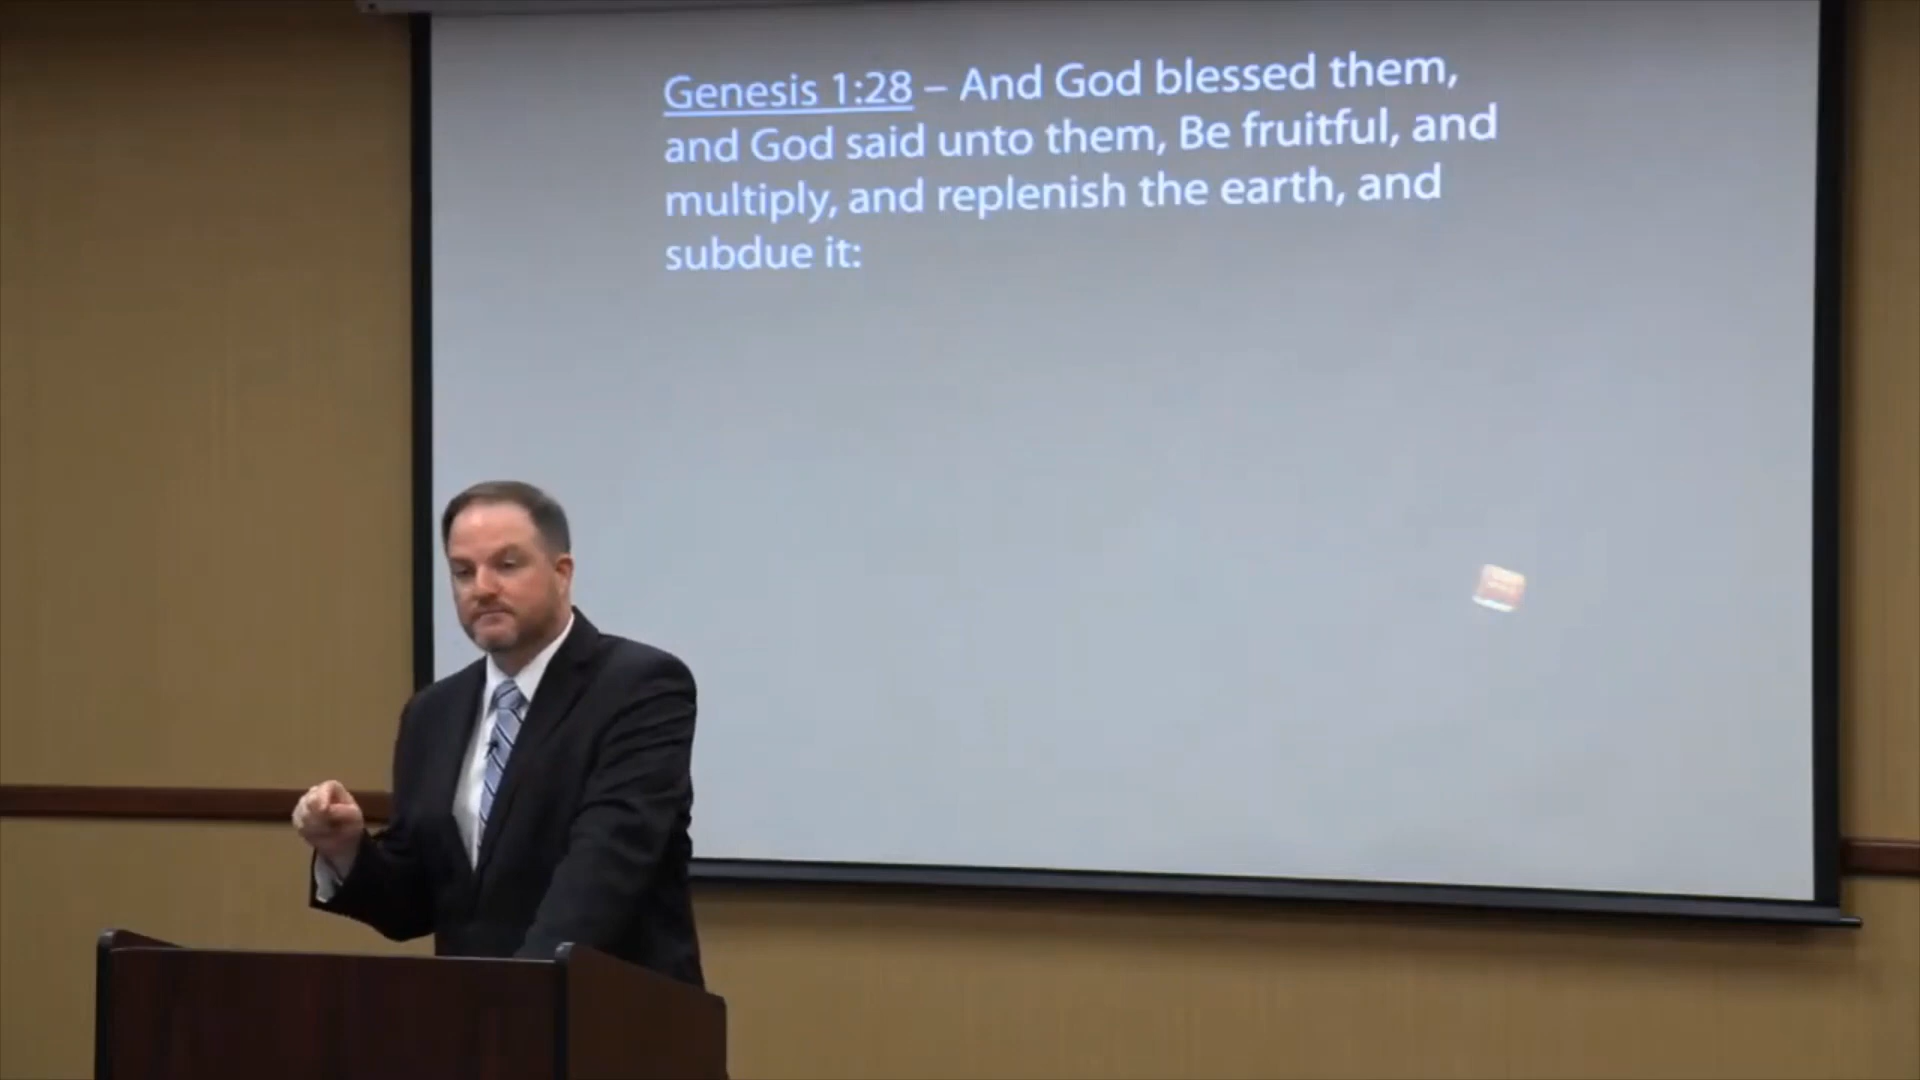 Genesis 1:28 – And God blessed them,
and God said unto them, Be fruitful, and
multiply, and replenish the earth, and
subdue it: